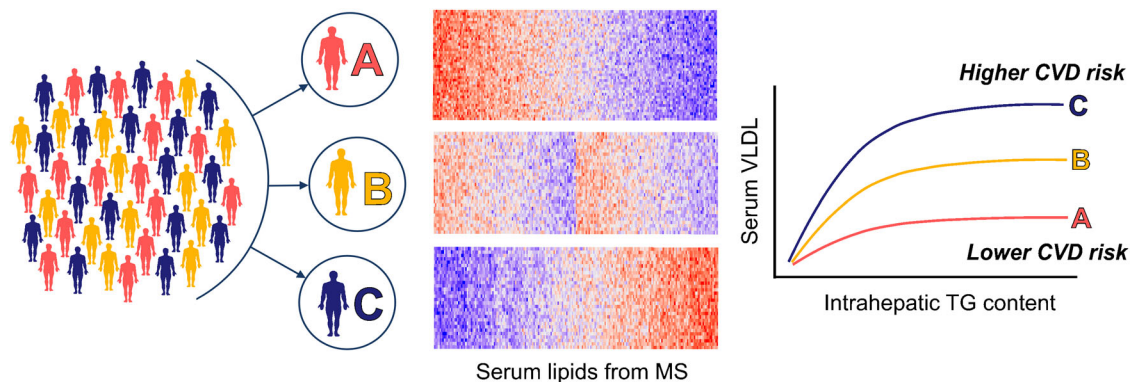 A
B
C
Serum lipids from MS
Higher CVD risk
C
B
A
Lower CVD risk
Serum VLDL
Intrahepatic TG content